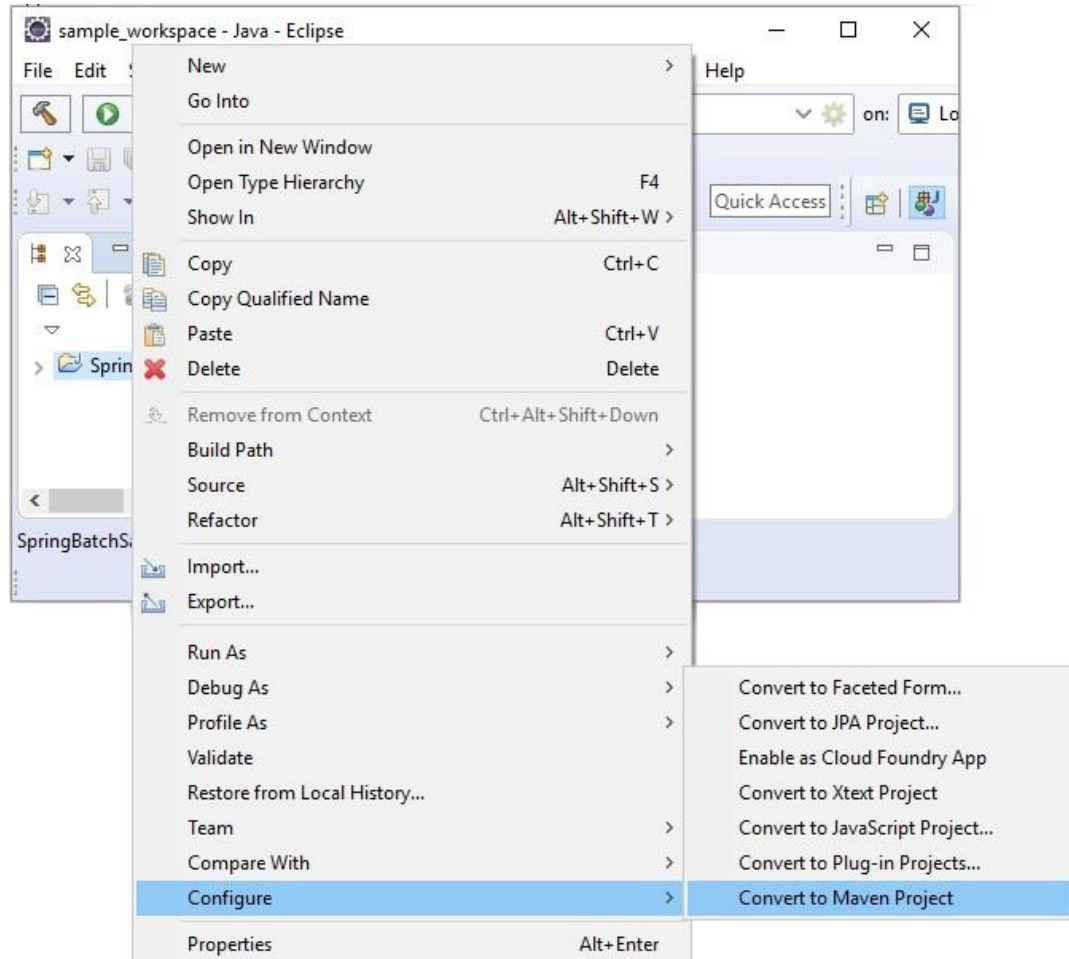 sample_workspace - Java - Eclipse
File Edit Help
New
Go Into
on: Lo
Open in New Window
Open Type Hierarchy F4
Show In Alt+Shift+W >
Quick Access
Copy Ctrl+C
Copy Qualified Name
Paste Ctrl+V
Sprin
Delete Delete
Remove from Context Ctrl+Alt+Shift+Down
Build Path
Source Alt+Shift+S >
Refactor Alt+Shift+T >
SpringBatchSa
Import...
Export...
Run As
Debug As
Profile As
Validate
Restore from Local History...
Team
Compare With
Configure
Properties Alt+Enter
Convert to Faceted Form...
Convert to JPA Project...
Enable as Cloud Foundry App
Convert to Xtext Project
Convert to JavaScript Project...
Convert to Plug-in Projects...
Convert to Maven Project